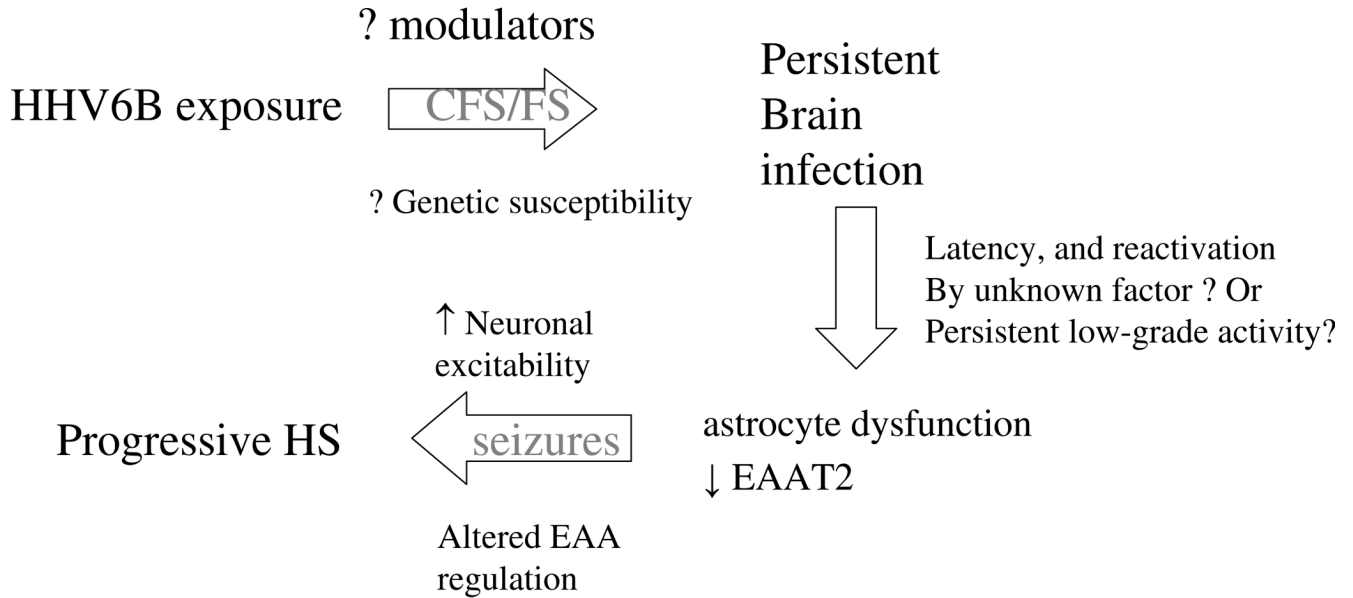 ? modulators
HHV6B exposure
CFS/FS
? Genetic susceptibility
Persistent
Brain
infection
Latency, and reactivation
By unknown factor ? Or
Persistent low-grade activity?
astrocyte dysfunction
↓ EAAT2
↑ Neuronal
excitability
seizures
Altered EAA
regulation
Progressive HS